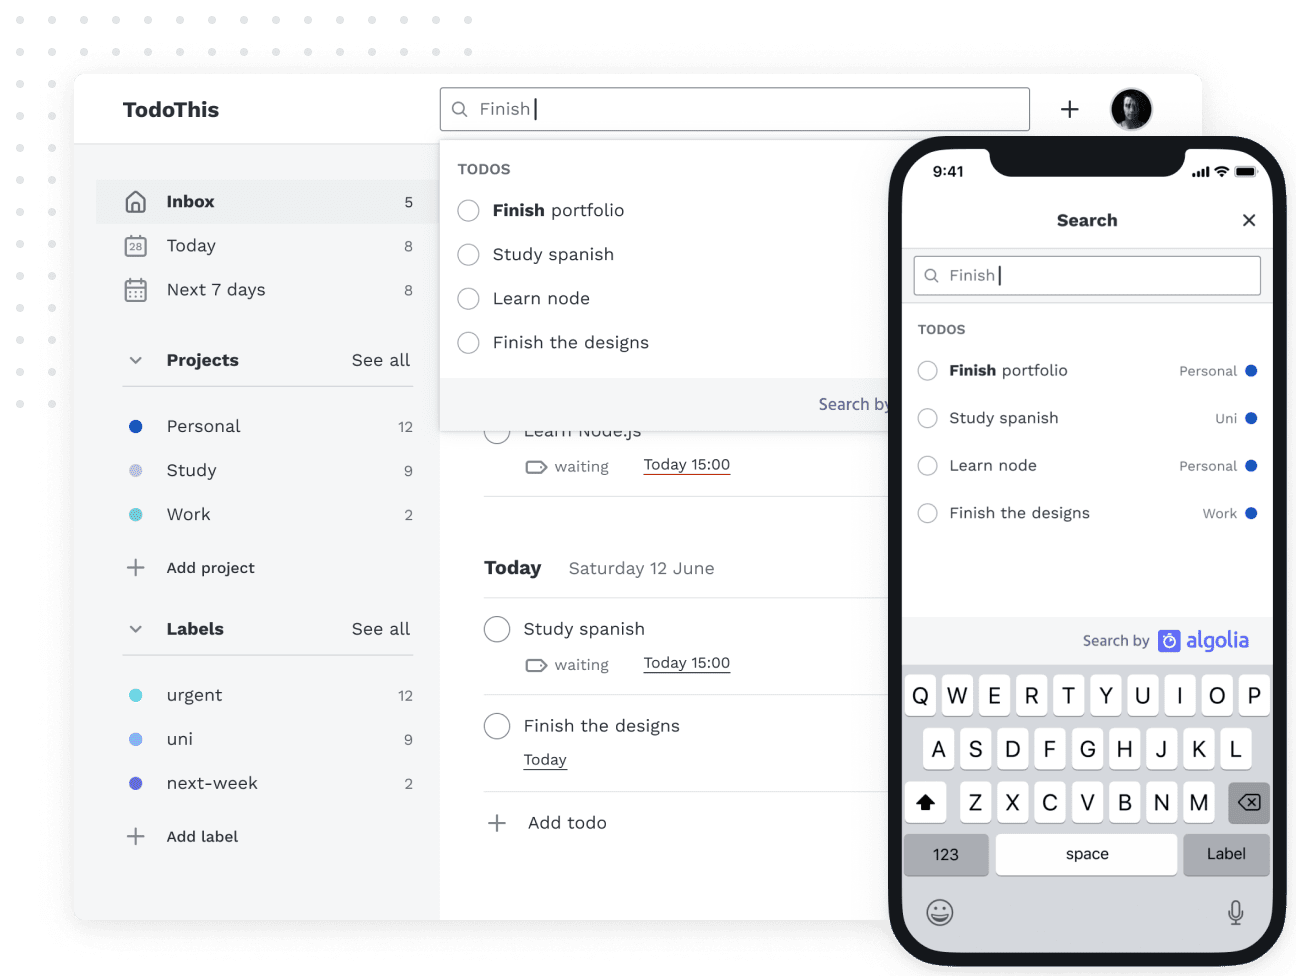 TodoThis
Finish
Inbox 5
28 Today 8
Next 7 days 8
Projects See all
Personal 12
Study 9
Work 2
Add project
Labels See all
urgent 12
uni 9
next-week 2
Add label
TODOS
Finish portfolio
Study spanish
Learn node
Finish the designs
Search by
Learn Node.js
waiting Today 15:00
Today Saturday 12 June
Study spanish
waiting Today 15:00
Finish the designs
Today
Add todo
9:41
Search
Finish
TODOS
Finish portfolio Personal
Study spanish Uni
Learn node Personal
Finish the designs Work
Search by algolia
Q W E R T Y U I O P
A S D F G H J K L
Z X C V B N M
123 space Label